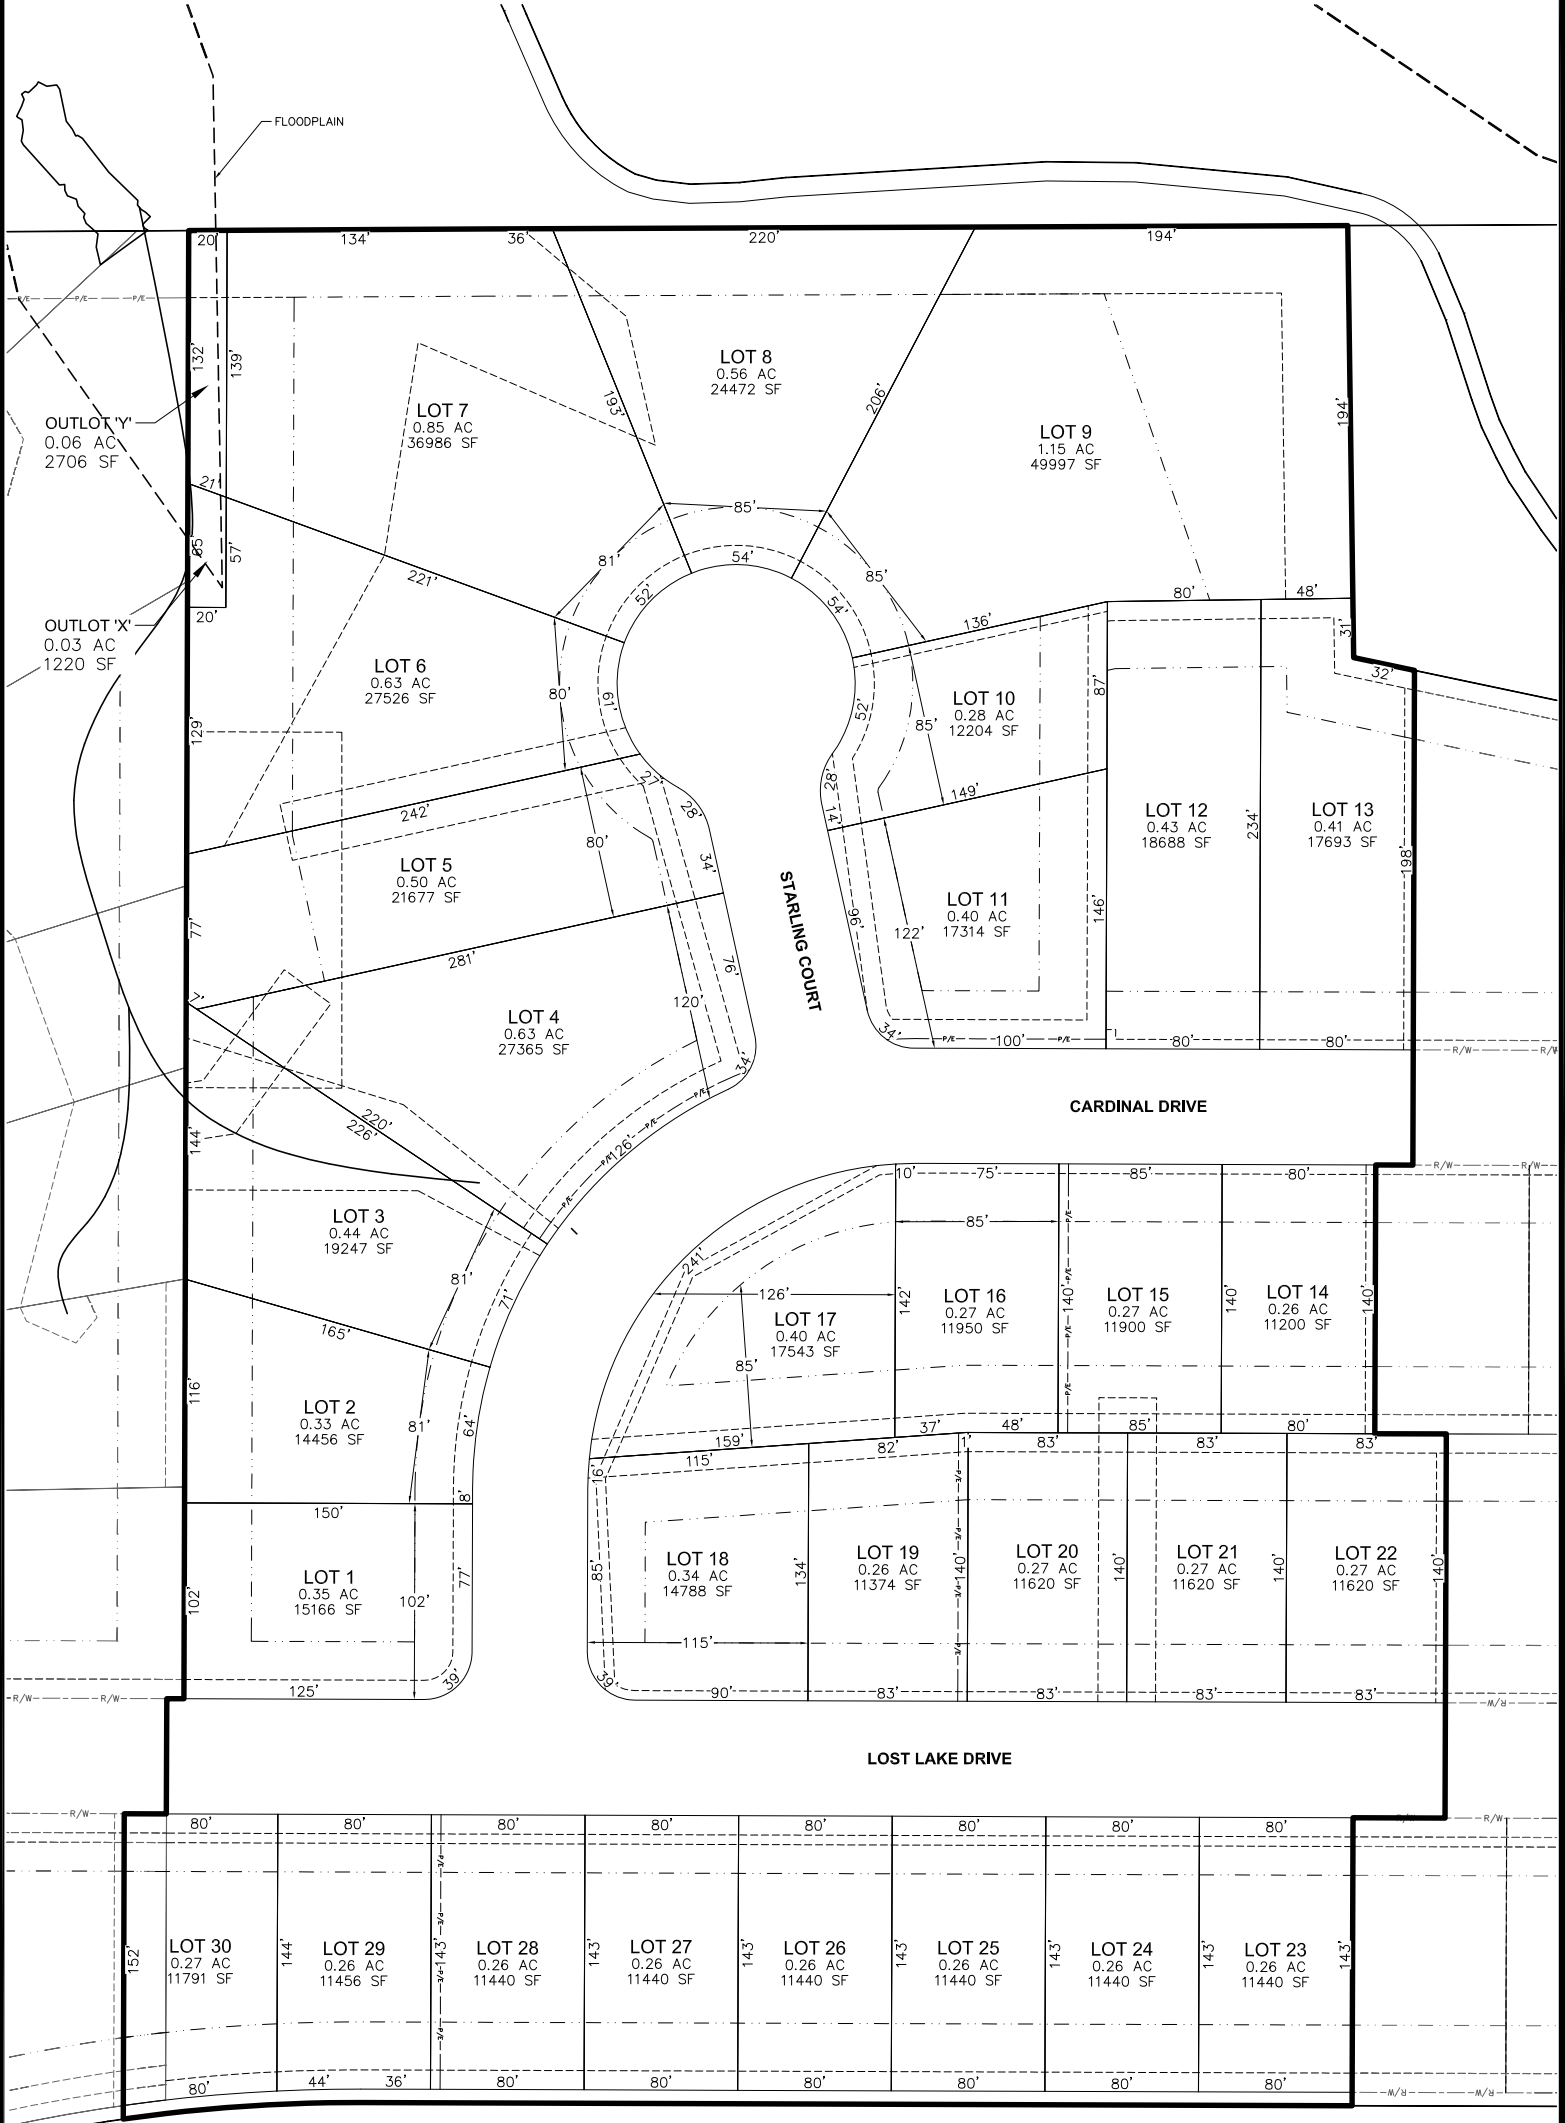 FLOODPLAIN
20'
134'
36'
220'
194'
P/E
P/E
P/E
132'
139'
OUTLOT 'Y'
0.06 AC
2706 SF
LOT 7
0.85 AC
36986 SF
193'
LOT 8
0.56 AC
24472 SF
206'
LOT 9
1.15 AC
49997 SF
194'
21'
65'
57'
20'
OUTLOT 'X'
0.03 AC
1220 SF
221'
81'
85'
85'
52'
54'
54'
136'
80'
48'
31'
32'
LOT 6
0.63 AC
27526 SF
129'
80'
61'
52'
85'
LOT 10
0.28 AC
12204 SF
87'
242'
27'
28'
28'
14'
149'
80'
34'
LOT 5
0.50 AC
21677 SF
77'
281'
7'
STARLING COURT
96'
122'
LOT 11
0.40 AC
17314 SF
146'
LOT 12
0.43 AC
18688 SF
234'
LOT 13
0.41 AC
17693 SF
198'
76'
120'
LOT 4
0.63 AC
27365 SF
34'
34'
P/E
100'
P/E
80'
80'
R/W
R/W
CARDINAL DRIVE
220'
226'
144'
P/E
P/E
126'
P/E
P/E
LOT 3
0.44 AC
19247 SF
81'
71'
165'
10'
75'
85'
80'
R/W
R/W
85'
241'
126'
LOT 17
0.40 AC
17543 SF
85'
142'
LOT 16
0.27 AC
11950 SF
P/E
P/E
140'
P/E
P/E
LOT 15
0.27 AC
11900 SF
140'
LOT 14
0.26 AC
11200 SF
140'
116'
LOT 2
0.33 AC
14456 SF
81'
64'
8'
150'
159'
37'
48'
85'
80'
115'
82'
1'
83'
83'
83'
16'
LOT 1
0.35 AC
15166 SF
102'
102'
77'
125'
39'
R/W
R/W
85'
LOT 18
0.34 AC
14788 SF
134'
115'
39'
90'
LOT 19
0.26 AC
11374 SF
P/E
P/E
140'
P/E
P/E
83'
LOT 20
0.27 AC
11620 SF
140'
83'
LOT 21
0.27 AC
11620 SF
140'
83'
LOT 22
0.27 AC
11620 SF
140'
83'
R/W
LOST LAKE DRIVE
R/W
80'
80'
80'
80'
80'
80'
80'
80'
R/W
R/W
152'
LOT 30
0.27 AC
11791 SF
144'
LOT 29
0.26 AC
11456 SF
P/E
P/E
143'
P/E
P/E
LOT 28
0.26 AC
11440 SF
143'
LOT 27
0.26 AC
11440 SF
143'
LOT 26
0.26 AC
11440 SF
143'
LOT 25
0.26 AC
11440 SF
143'
LOT 24
0.26 AC
11440 SF
143'
LOT 23
0.26 AC
11440 SF
143'
80'
44'
36'
80'
80'
80'
80'
80'
80'
R/W
R/W
R/W